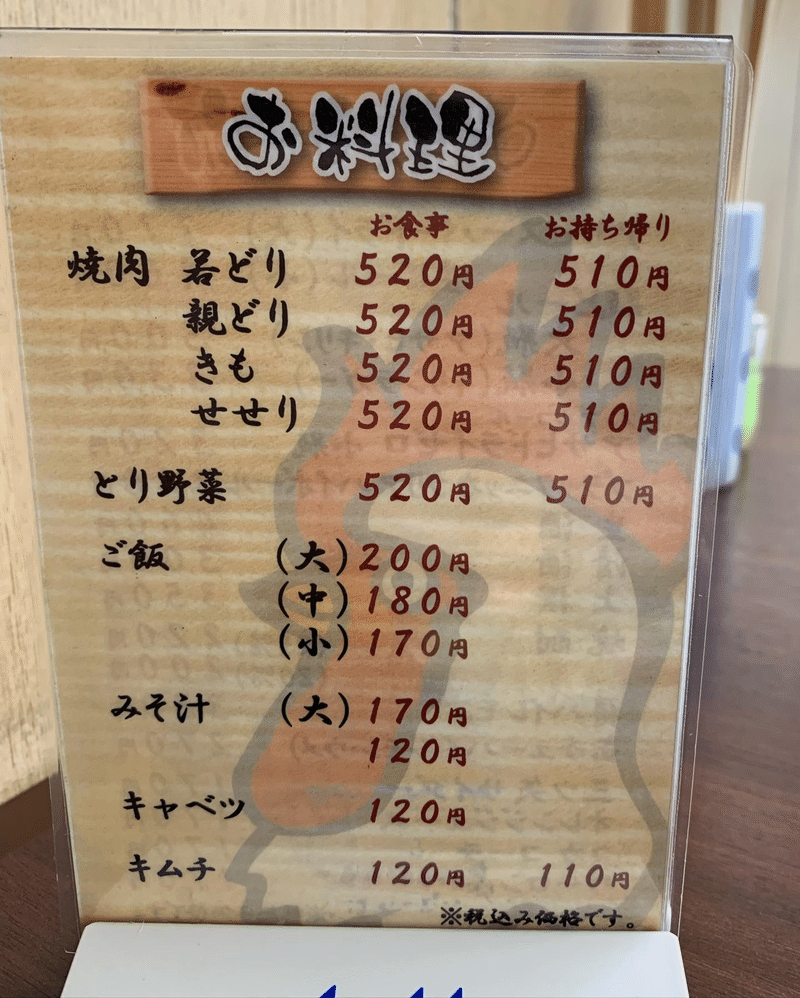 お料理
お食事 お持ち帰り
焼肉 若どり 520円 510円
親どり 520円 510円
きも 520円 510円
せせり 520円 510円
とり野菜 520円 510円
ご飯 (大) 200円
(中) 180円
(小) 170円
みそ汁 (大) 170円
120円
キャベツ 120円
キムチ 120円 110円
※税込み価格です。